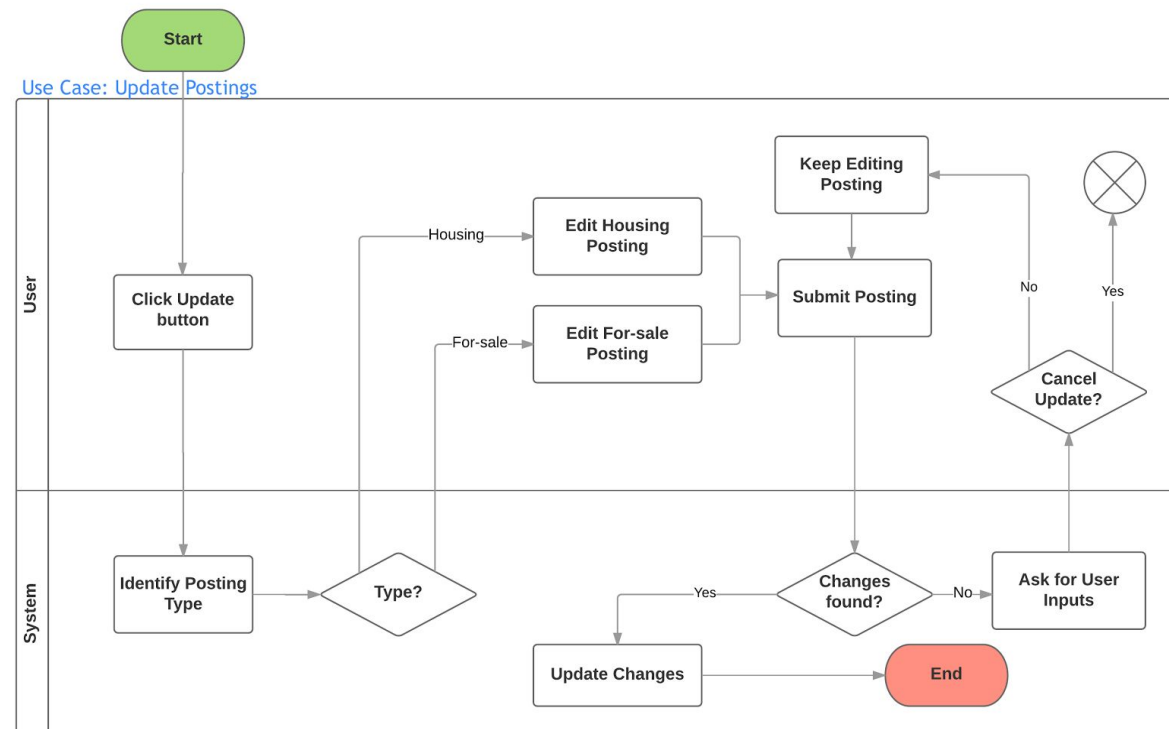 Start
Use Case: Update Postings
User
Click Update
button
Housing
Edit Housing
Posting
For-sale
Edit For-sale
Posting
Keep Editing
Posting
Submit Posting
No
Yes
Cancel
Update?
System
Identify Posting
Type
Type?
Changes
found?
Yes
No
Ask for User
Inputs
Update Changes
End